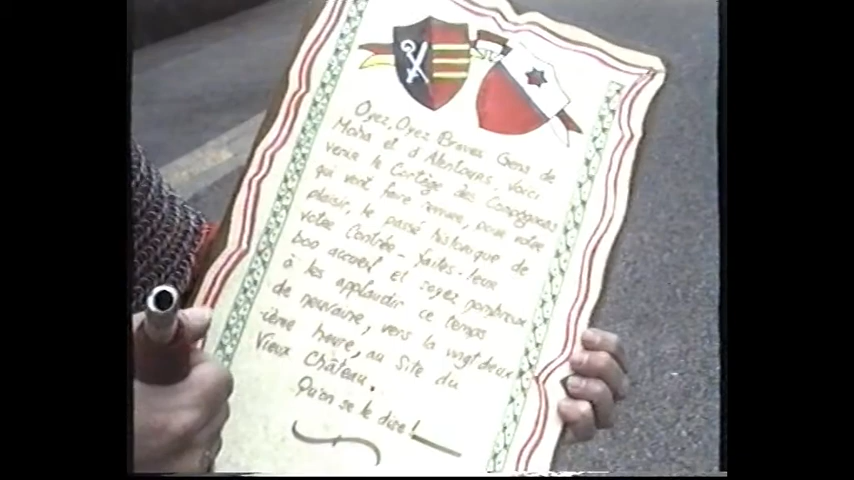 Oyez, Oyez Braves Gens de
Moha et d'Alentours, voici
venir le Cortège des Compagnons
qui vont faire revivre, pour votre
plaisir, le passé historique de
votre Contrée - faites-leur
bon accueil et soyez nombreux
à les applaudir ce temps
de neuvaine, vers la vingt deux
ième heure, au Site du
Vieux Château.
Qu'on se le dise!